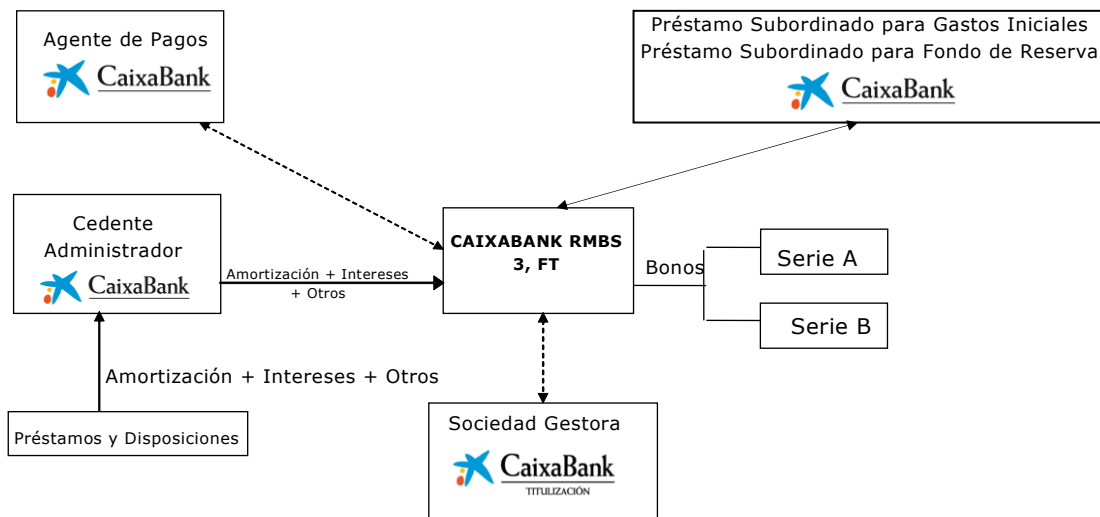 Agente de Pagos
CaixaBank
Préstamo Subordinado para Gastos Iniciales
Préstamo Subordinado para Fondo de Reserva
CaixaBank
Cedente
Administrador
CaixaBank
Amortización + Intereses
+ Otros
CAIXABANK RMBS
3, FT
Bonos
Serie A
Serie B
Amortización + Intereses + Otros
Préstamos y Disposiciones
Sociedad Gestora
CaixaBank
TITULIZACIÓN